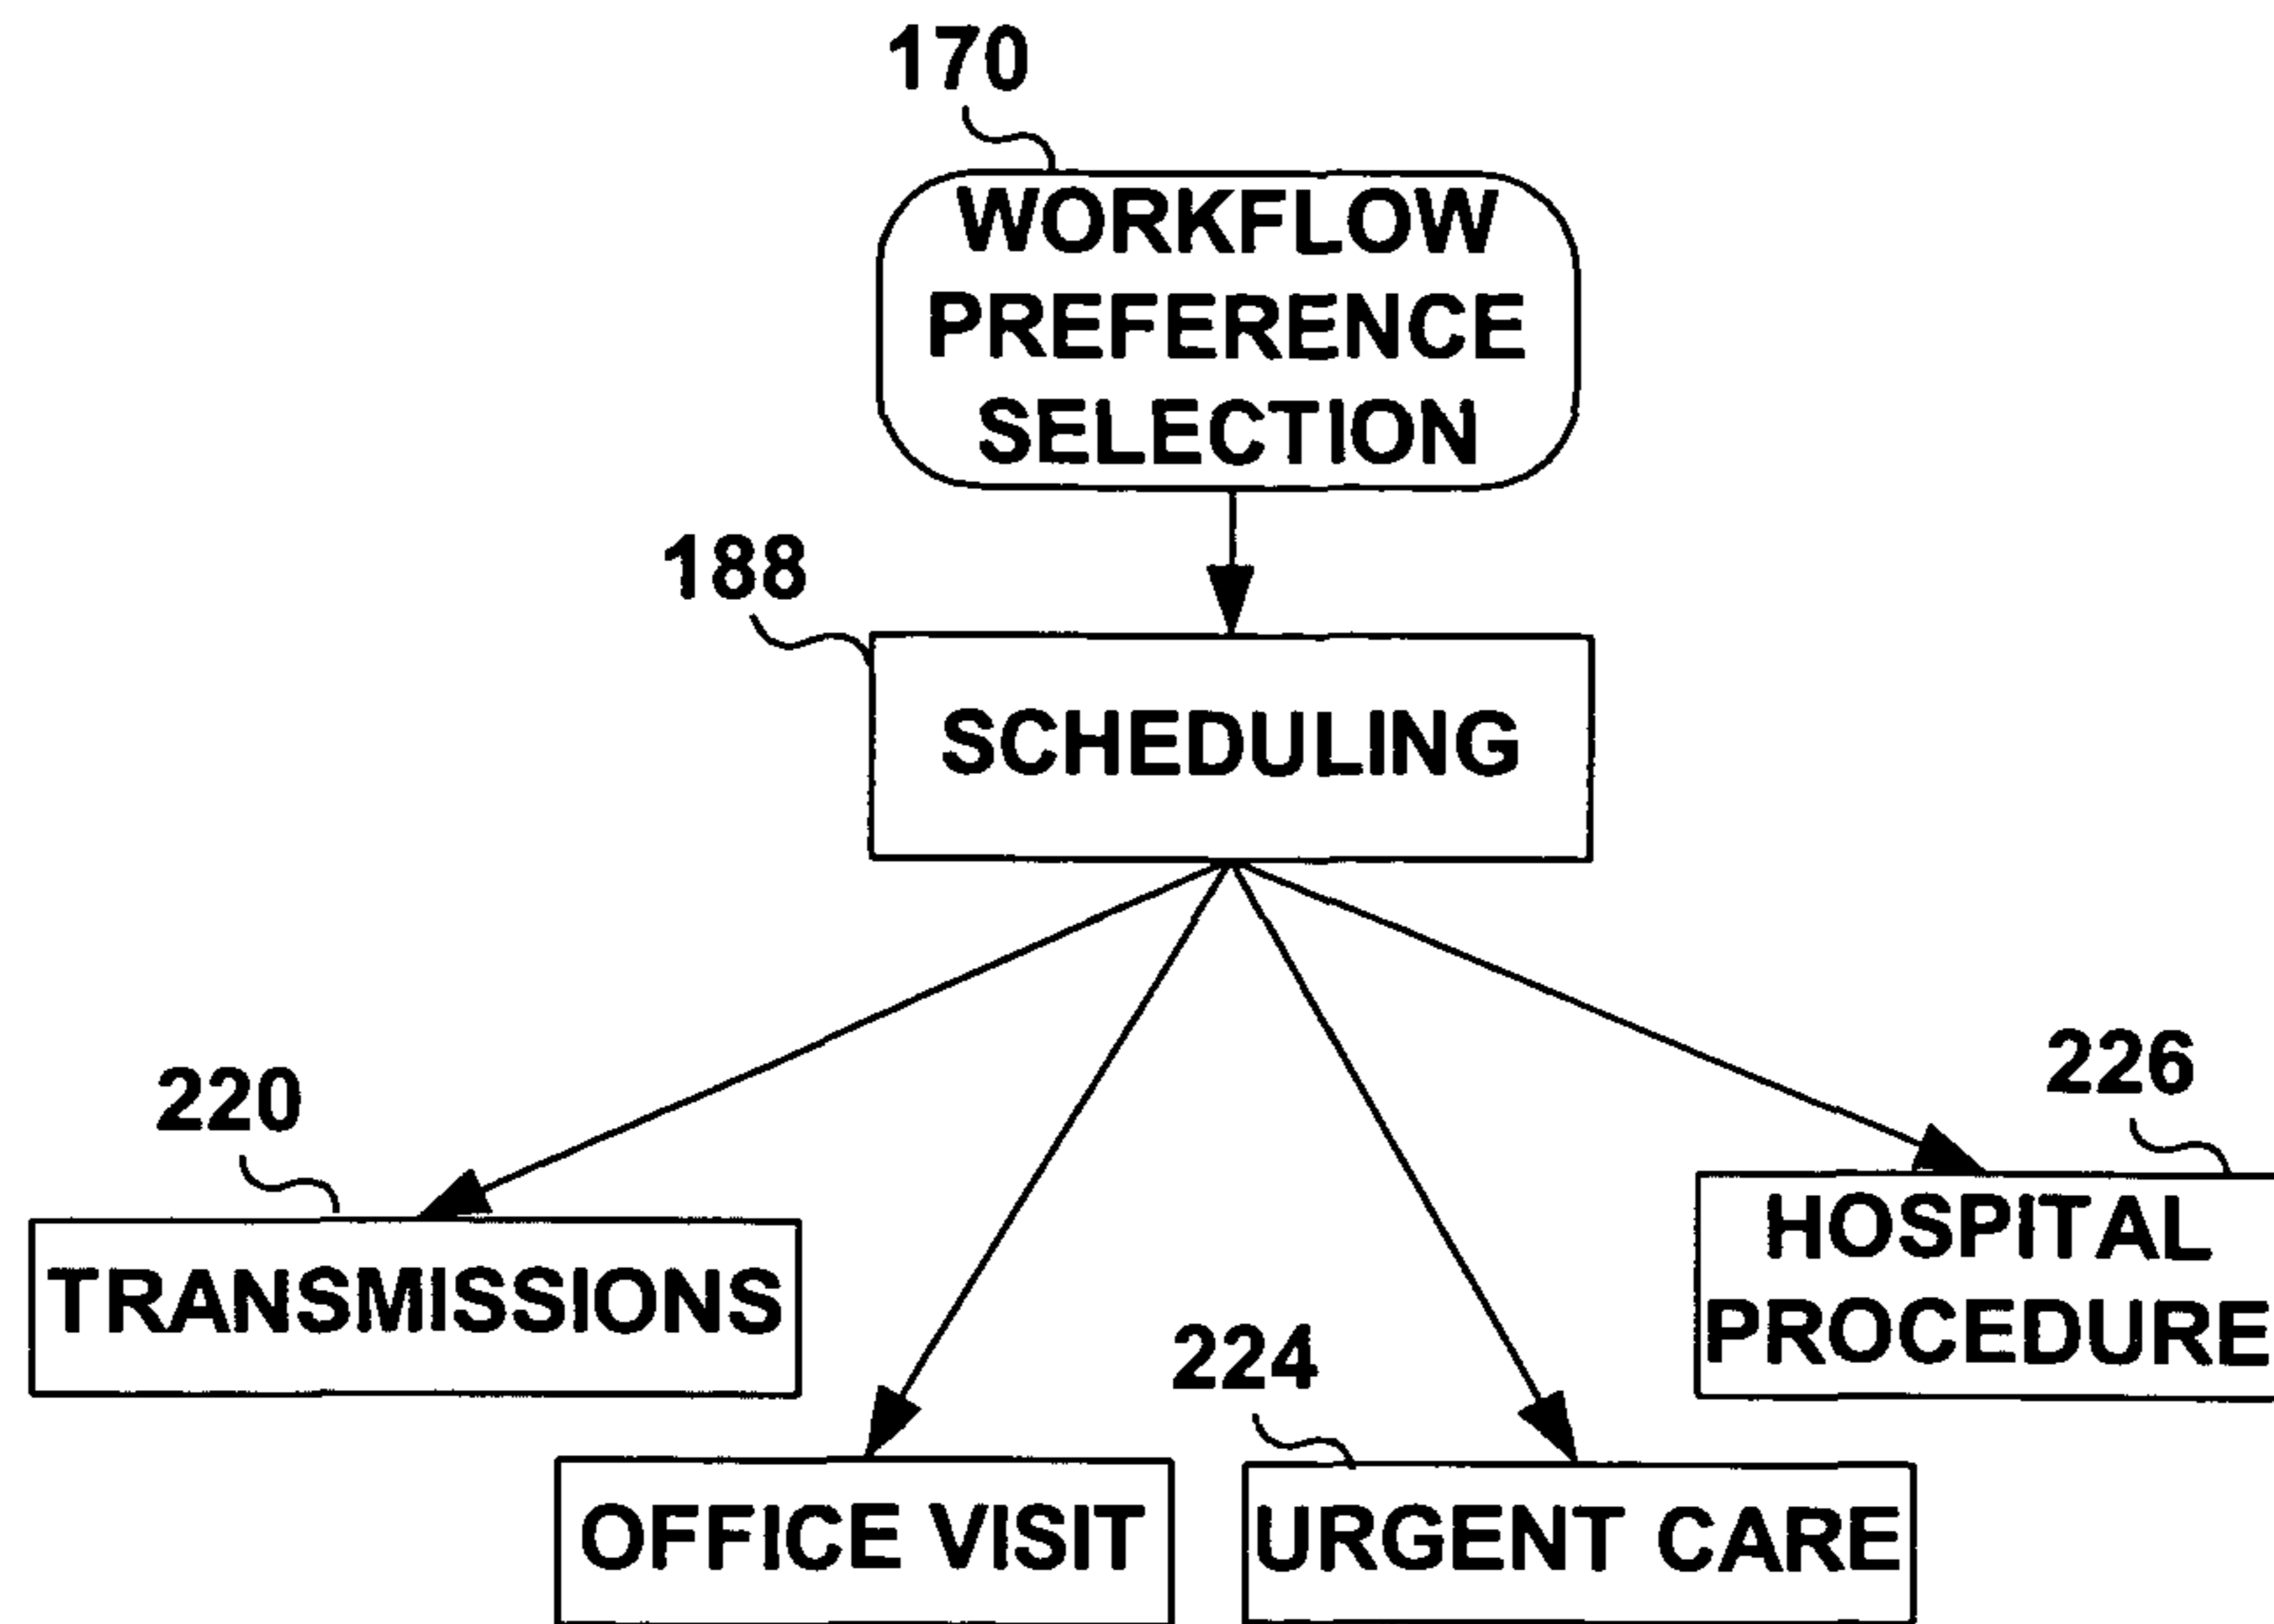 170
WORKFLOW
PREFERENCE
SELECTION
188
SCHEDULING
220
TRANSMISSIONS
226
HOSPITAL
PROCEDURE
OFFICE VISIT
224
URGENT CARE